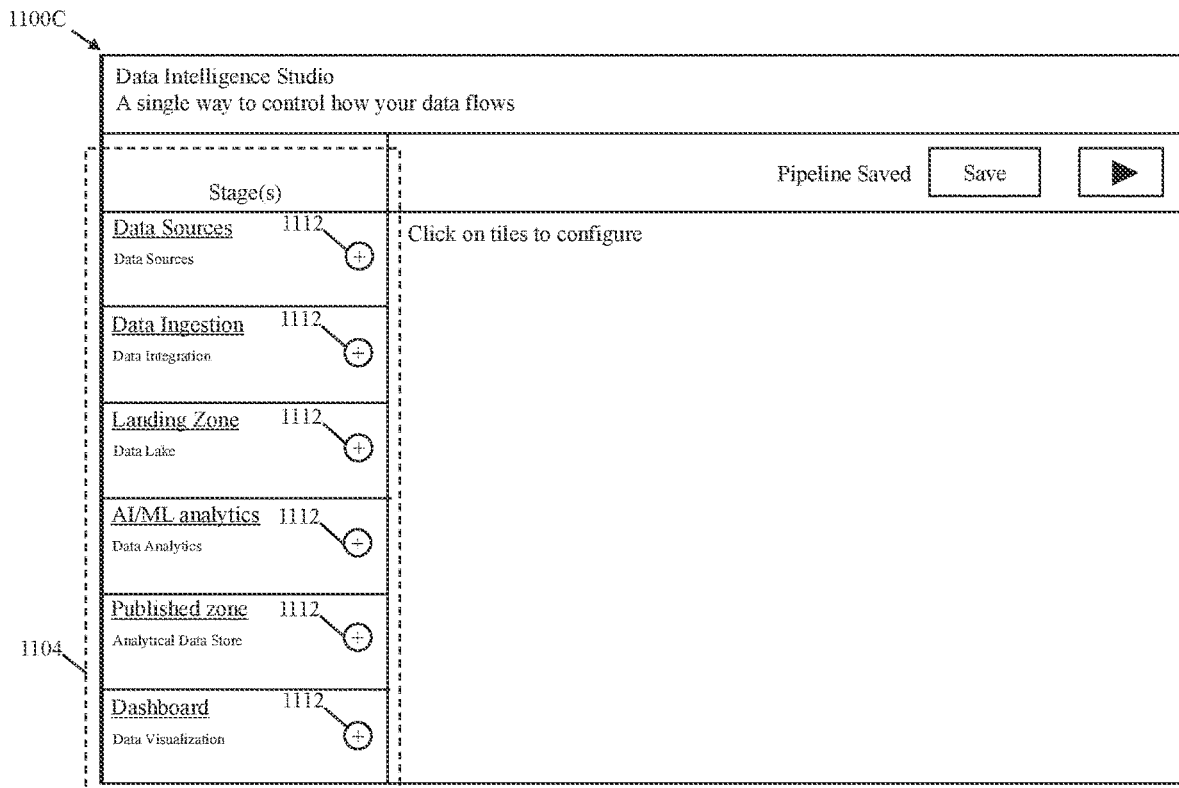 1100C
Data Intelligence Studio
A single way to control how your data flows
Stage(s)
Pipeline Saved
Save
Data Sources
1112
Data Sources
Click on tiles to configure
Data Ingestion
1112
Data Integration
Landing Zone
1112
Data Lake
AI/ML analytics
1112
Data Analytics
Published zone
1112
Analytical Data Store
1104
Dashboard
1112
Data Visualization